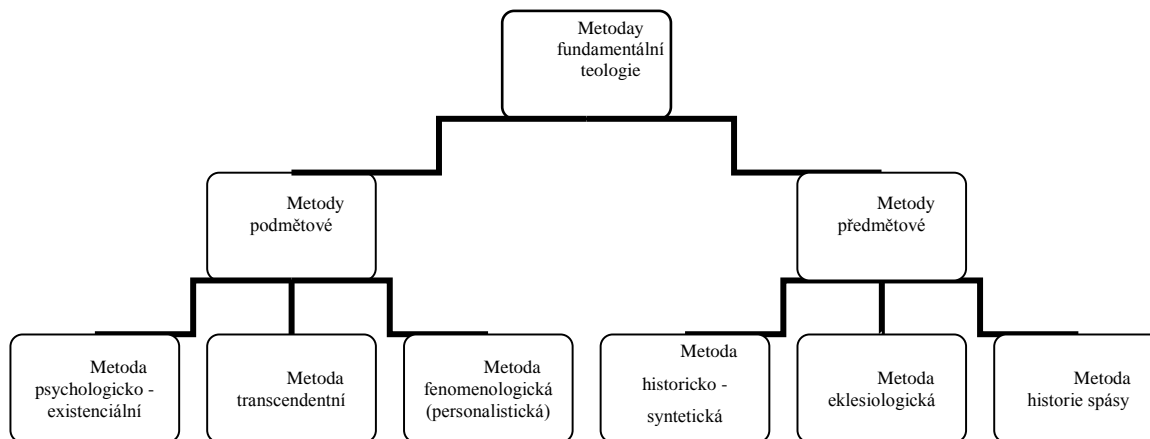 Metoday
fundamentální
teologie
Metody
podmětové
Metody
předmětové
Metoda
psychologicko -
existenciální
Metoda
transcendentní
Metoda
fenomenologická
(personalistická)
Metoda
historicko -
syntetická
Metoda
eklesiologická
Metoda
historie spásy